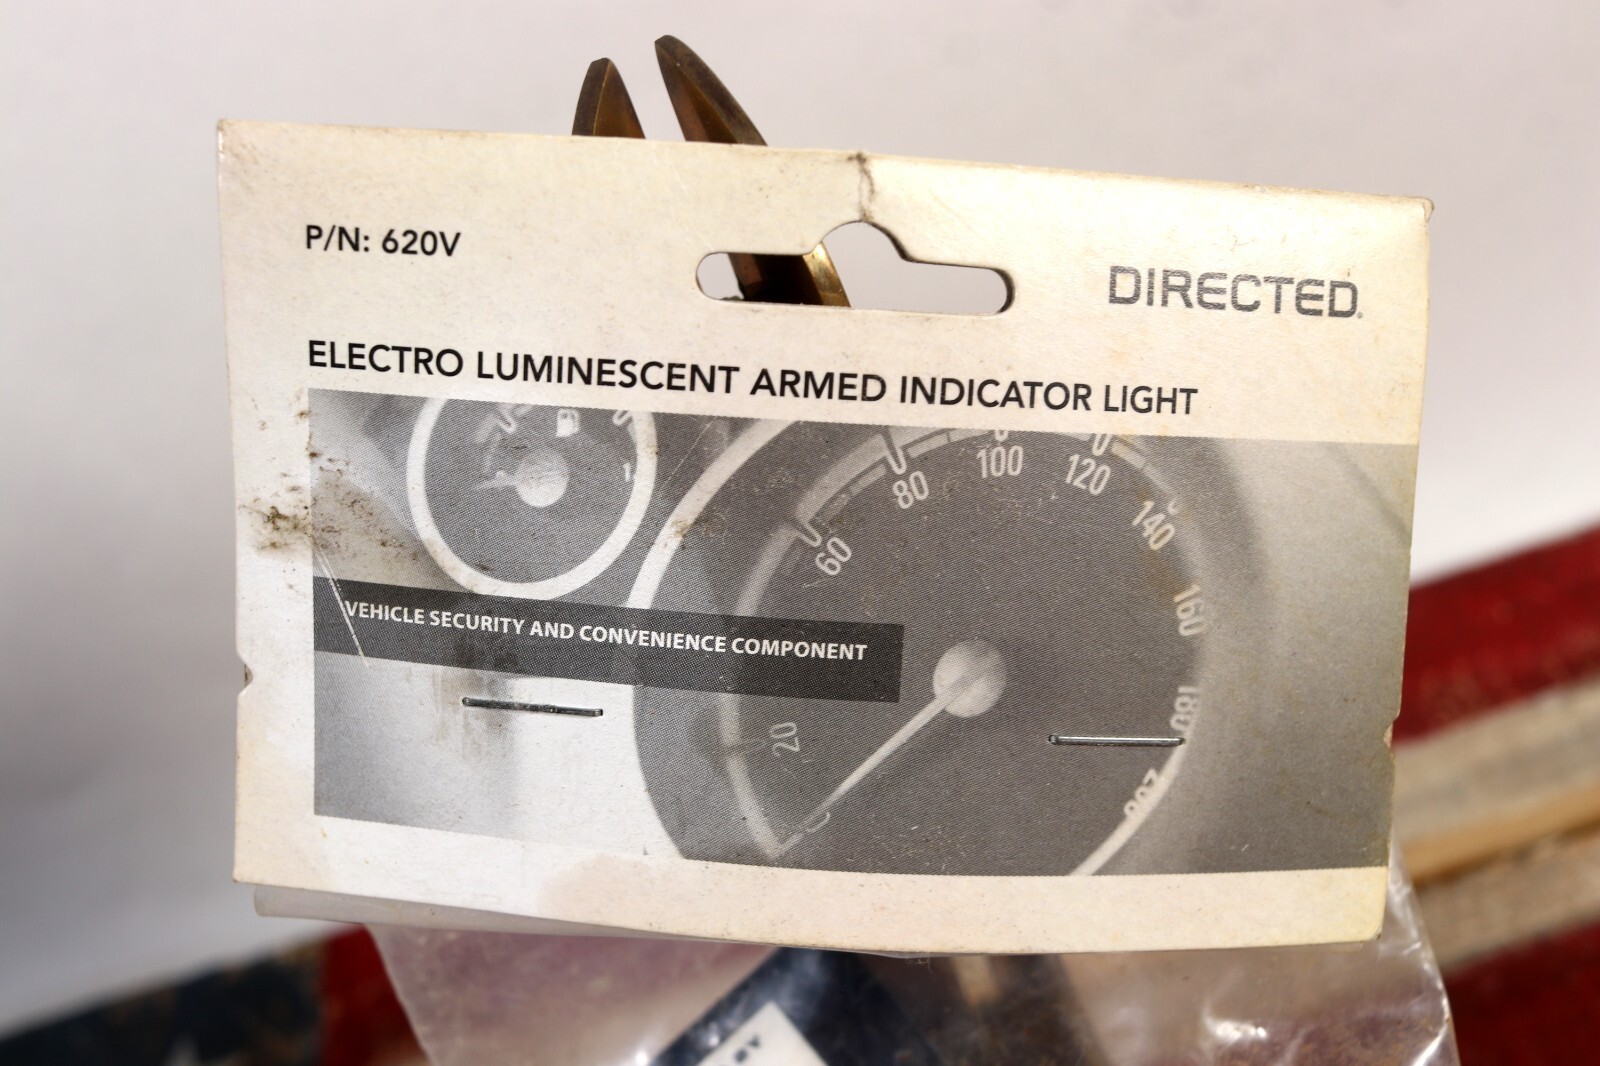 P/N: 620V
DIRECTED.
ELECTRO LUMINESCENT ARMED INDICATOR LIGHT
1
20
60
80
100
120
140
160
180
200
VEHICLE SECURITY AND CONVENIENCE COMPONENT